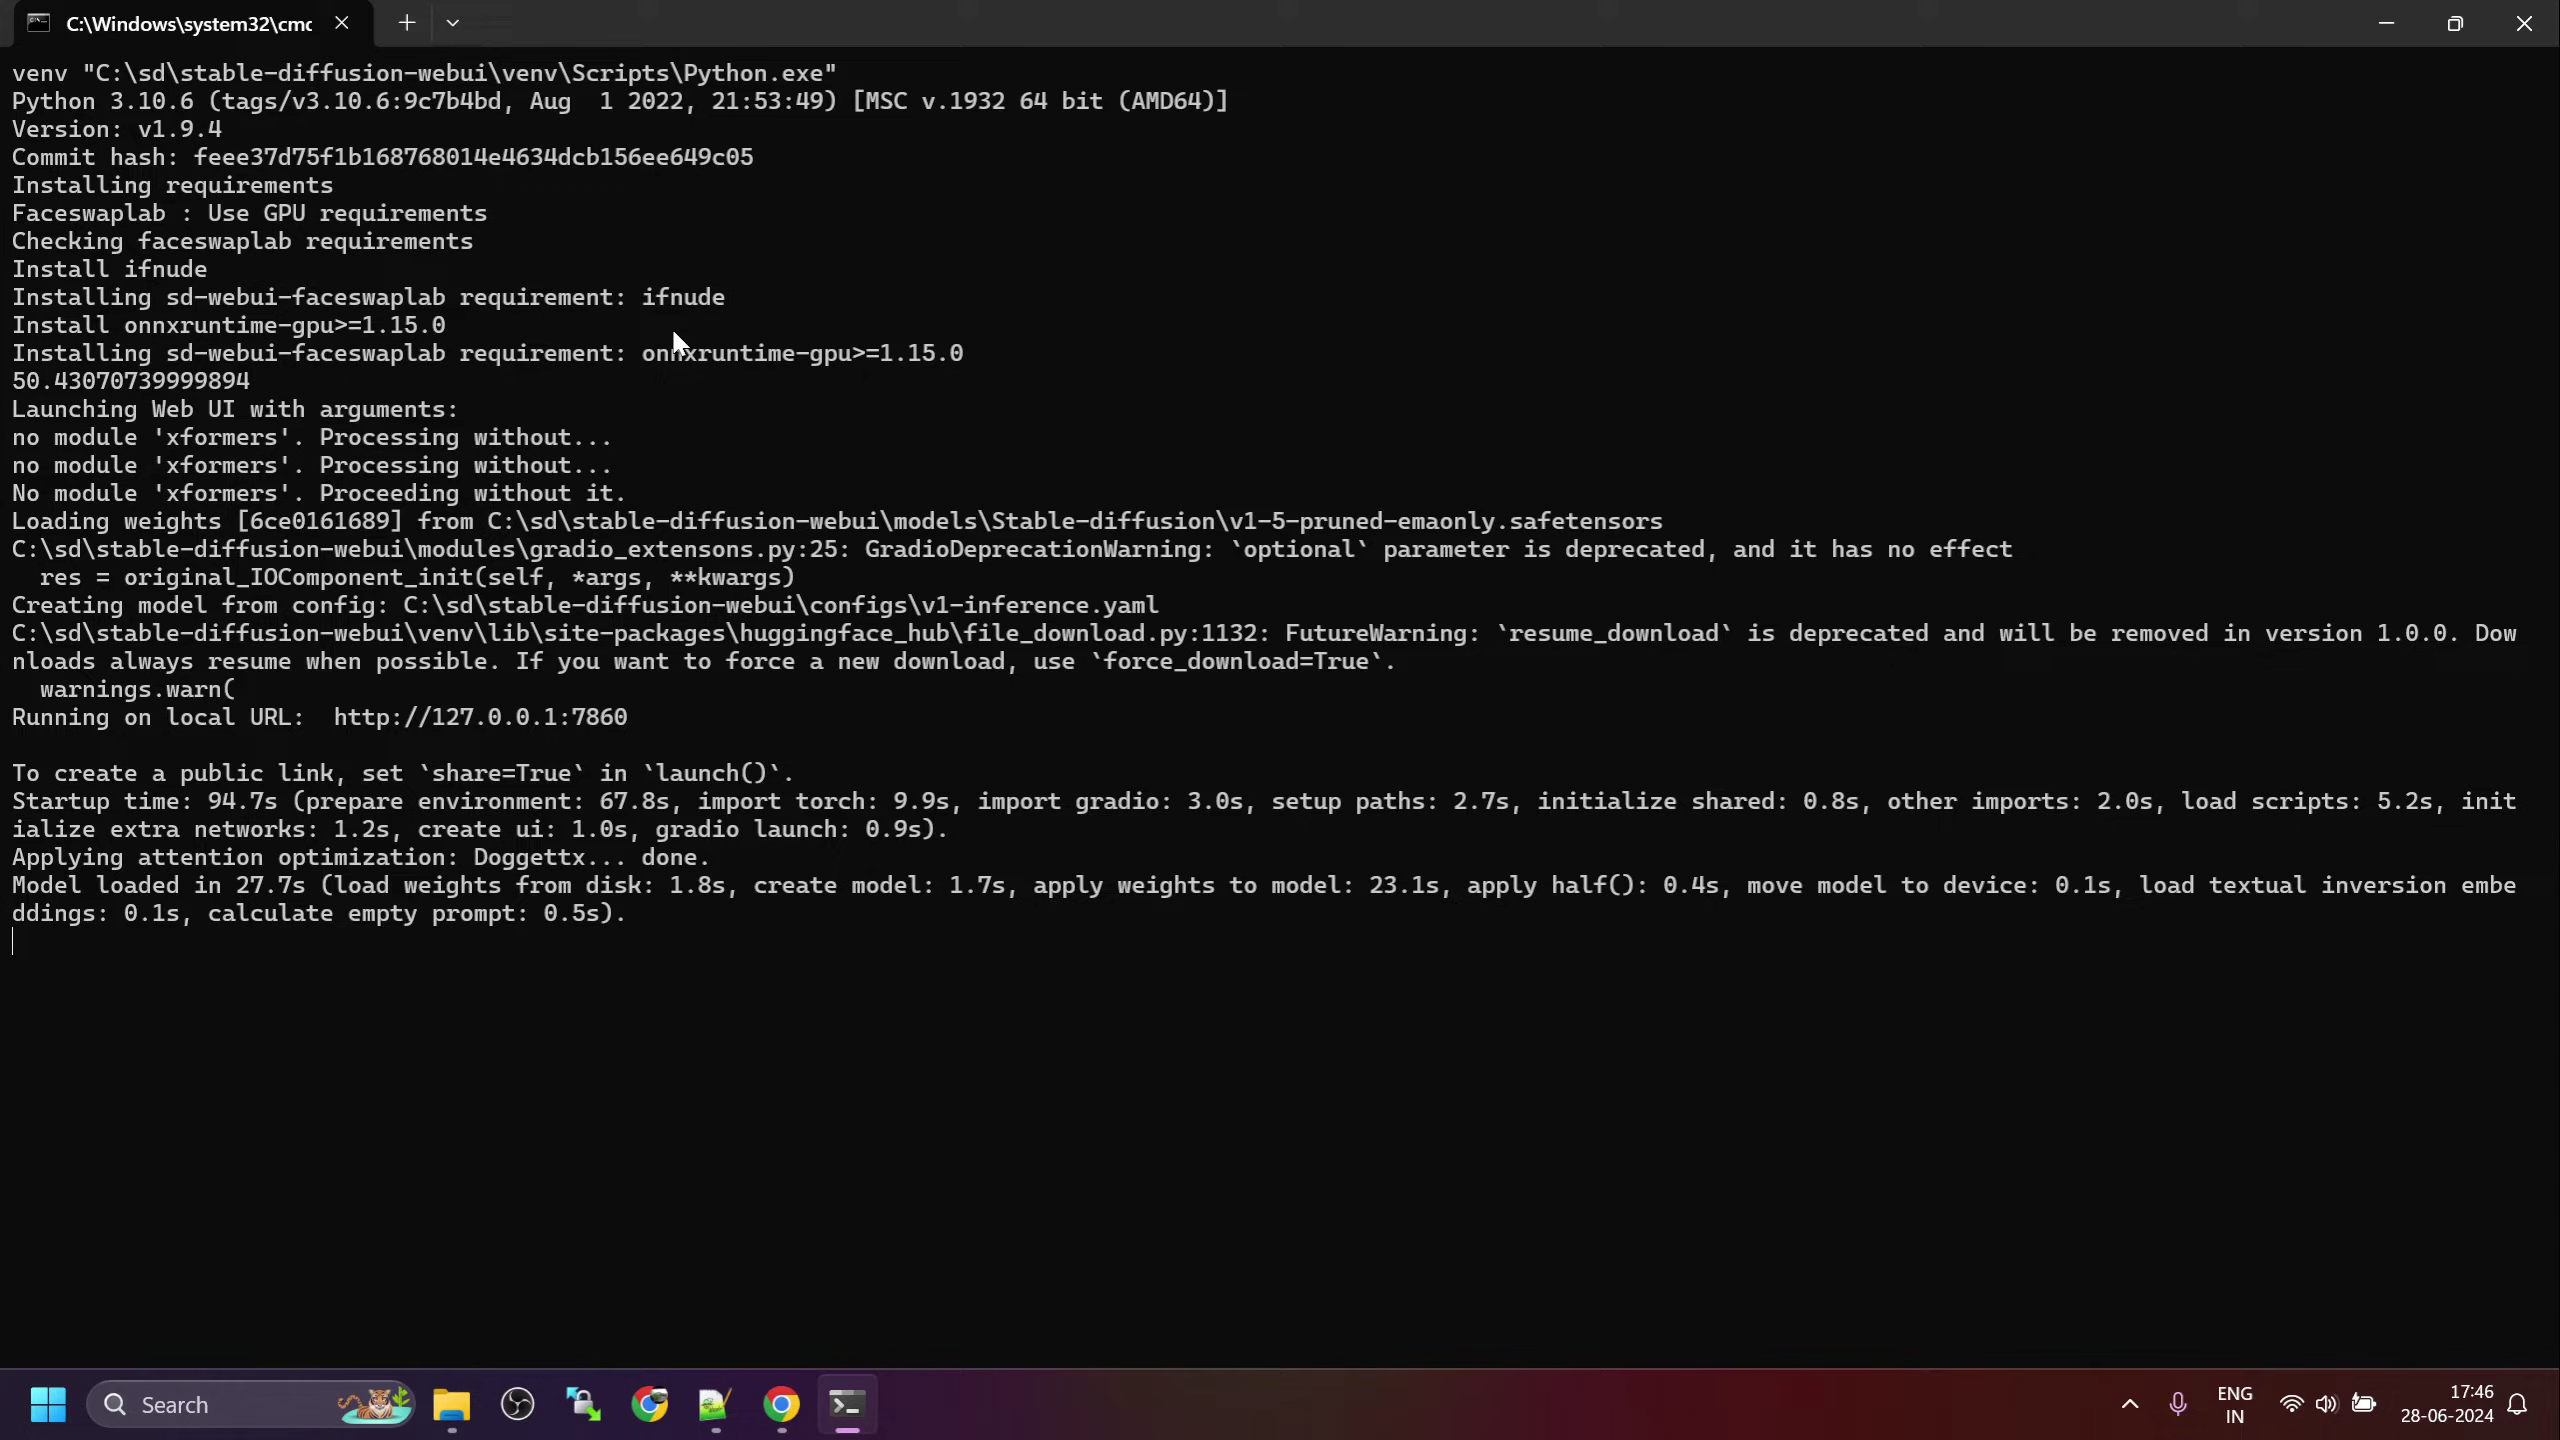 C:\Windows\system32\cmc
venv "C:\sd\stable-diffusion-webui\venv\Scripts\Python.exe"
Python 3.10.6 (tags/v3.10.6:9c7b4bd, Aug  1 2022, 21:53:49) [MSC v.1932 64 bit (AMD64)]
Version: v1.9.4
Commit hash: feee37d75f1b168768014e4634dcb156ee649c05
Installing requirements
Faceswaplab : Use GPU requirements
Checking faceswaplab requirements
Install ifnude
Installing sd-webui-faceswaplab requirement: ifnude
Install onnxruntime-gpu>=1.15.0
Installing sd-webui-faceswaplab requirement: onnxruntime-gpu>=1.15.0
50.43070739999894
Launching Web UI with arguments:
no module 'xformers'. Processing without...
no module 'xformers'. Processing without...
No module 'xformers'. Proceeding without it.
Loading weights [6ce0161689] from C:\sd\stable-diffusion-webui\models\Stable-diffusion\v1-5-pruned-emaonly.safetensors
C:\sd\stable-diffusion-webui\modules\gradio_extensons.py:25: GradioDeprecationWarning: `optional` parameter is deprecated, and it has no effect
  res = original_IOComponent_init(self, *args, **kwargs)
Creating model from config: C:\sd\stable-diffusion-webui\configs\v1-inference.yaml
C:\sd\stable-diffusion-webui\venv\lib\site-packages\huggingface_hub\file_download.py:1132: FutureWarning: `resume_download` is deprecated and will be removed in version 1.0.0. Dow
nloads always resume when possible. If you want to force a new download, use `force_download=True`.
  warnings.warn(
Running on local URL:  http://127.0.0.1:7860
To create a public link, set `share=True` in `launch()`.
Startup time: 94.7s (prepare environment: 67.8s, import torch: 9.9s, import gradio: 3.0s, setup paths: 2.7s, initialize shared: 0.8s, other imports: 2.0s, load scripts: 5.2s, init
ialize extra networks: 1.2s, create ui: 1.0s, gradio launch: 0.9s).
Applying attention optimization: Doggettx... done.
Model loaded in 27.7s (load weights from disk: 1.8s, create model: 1.7s, apply weights to model: 23.1s, apply half(): 0.4s, move model to device: 0.1s, load textual inversion embe
ddings: 0.1s, calculate empty prompt: 0.5s).
Search
ENG
IN
17:46
28-06-2024